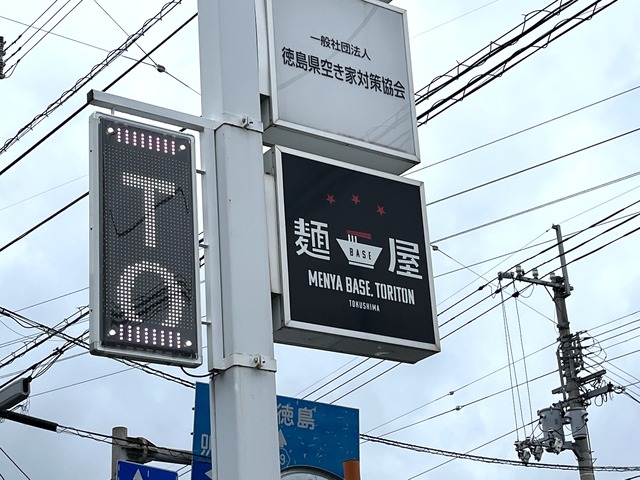 一般社団法人
徳島県空き家対策協会
麺 BASE 屋
MENYA BASE. TORITON
TOKUSHIMA
TO
徳島